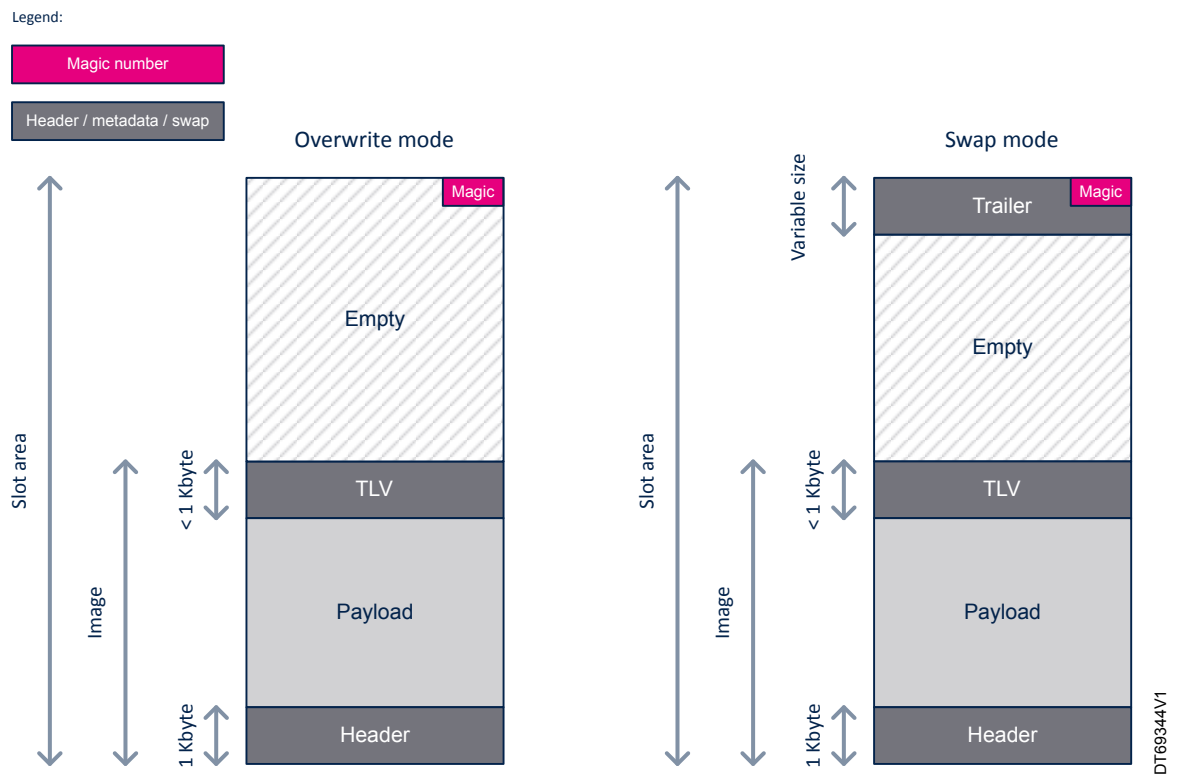 Legend:
Magic number
Header / metadata / swap
Overwrite mode
Magic
Empty
TLV
Payload
Header
Slot area
Image
< 1 Kbyte
1 Kbyte
Swap mode
Variable size
Trailer
Magic
Empty
TLV
Payload
Header
Slot area
Image
< 1 Kbyte
1 Kbyte
DT69344V1